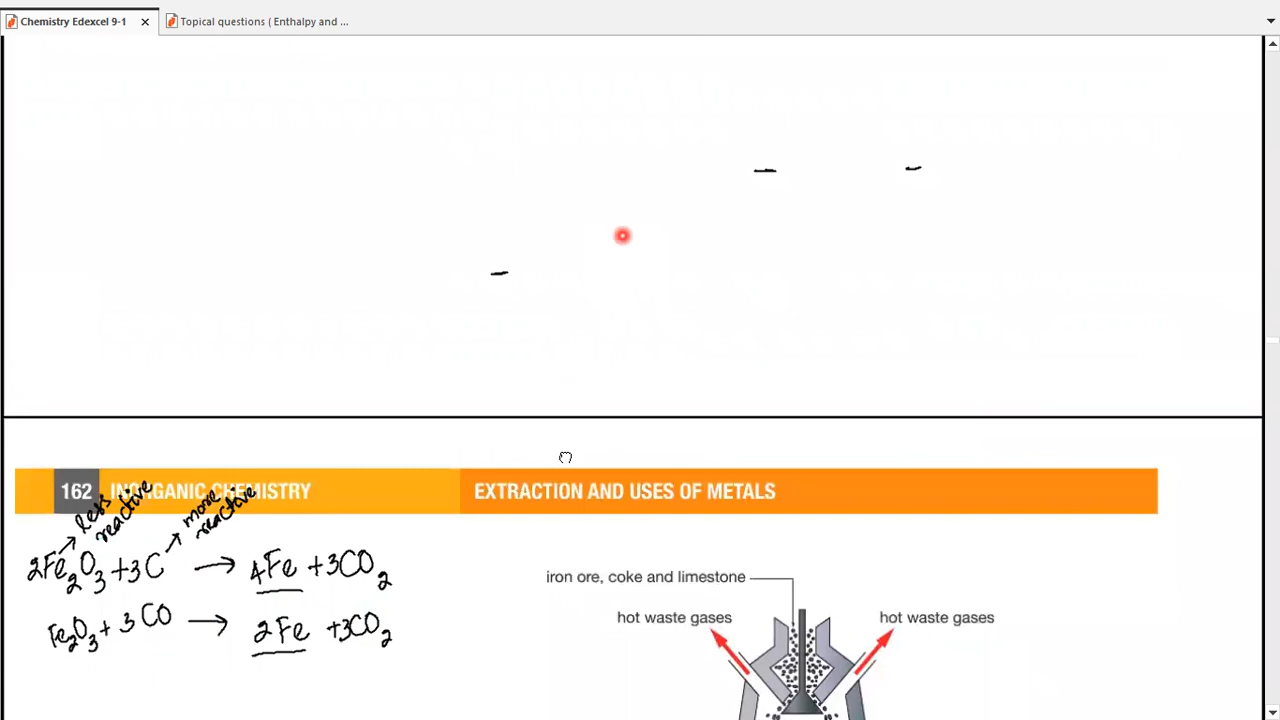 Chemistry Edexcel 9-1
Topical questions ( Enthalpy and ...
162 INORGANIC CHEMISTRY
EXTRACTION AND USES OF METALS
less reactive
more reactive
2Fe₂O₃ + 3C → 4Fe + 3CO₂
Fe₂O₃ + 3CO → 2Fe + 3CO₂
iron ore, coke and limestone
hot waste gases
hot waste gases